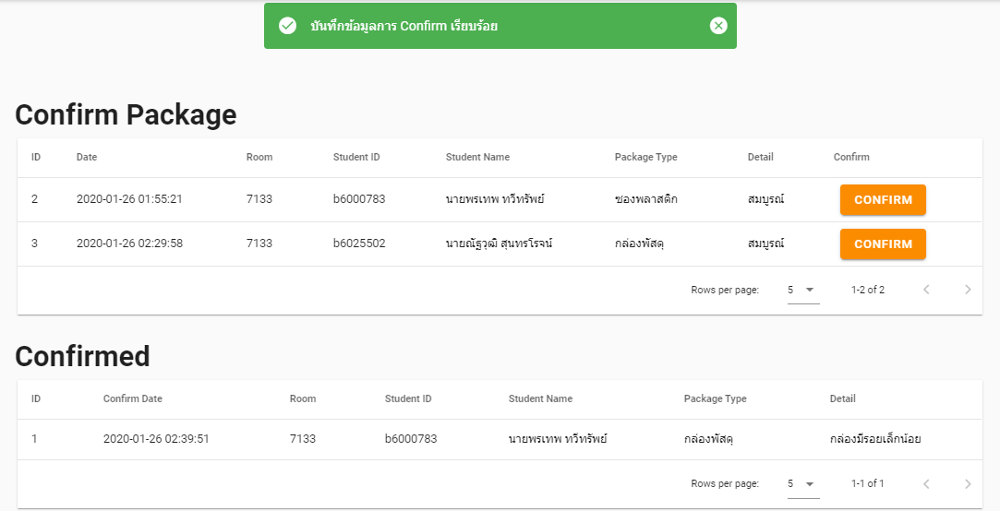 บันทึกข้อมูลการ Confirm เรียบร้อย
Confirm Package
ID Date Room Student ID Student Name Package Type Detail Confirm
2 2020-01-26 01:55:21 7133 b6000783 นายพรเทพ ทวีทรัพย์ ซองพลาสติก สมบูรณ์ CONFIRM
3 2020-01-26 02:29:58 7133 b6025502 นายณัฐวุฒิ สุนทรโรจน์ กล่องพัสดุ สมบูรณ์ CONFIRM
Rows per page: 5 1-2 of 2
Confirmed
ID Confirm Date Room Student ID Student Name Package Type Detail
1 2020-01-26 02:39:51 7133 b6000783 นายพรเทพ ทวีทรัพย์ กล่องพัสดุ กล่องมีรอยเล็กน้อย
Rows per page: 5 1-1 of 1